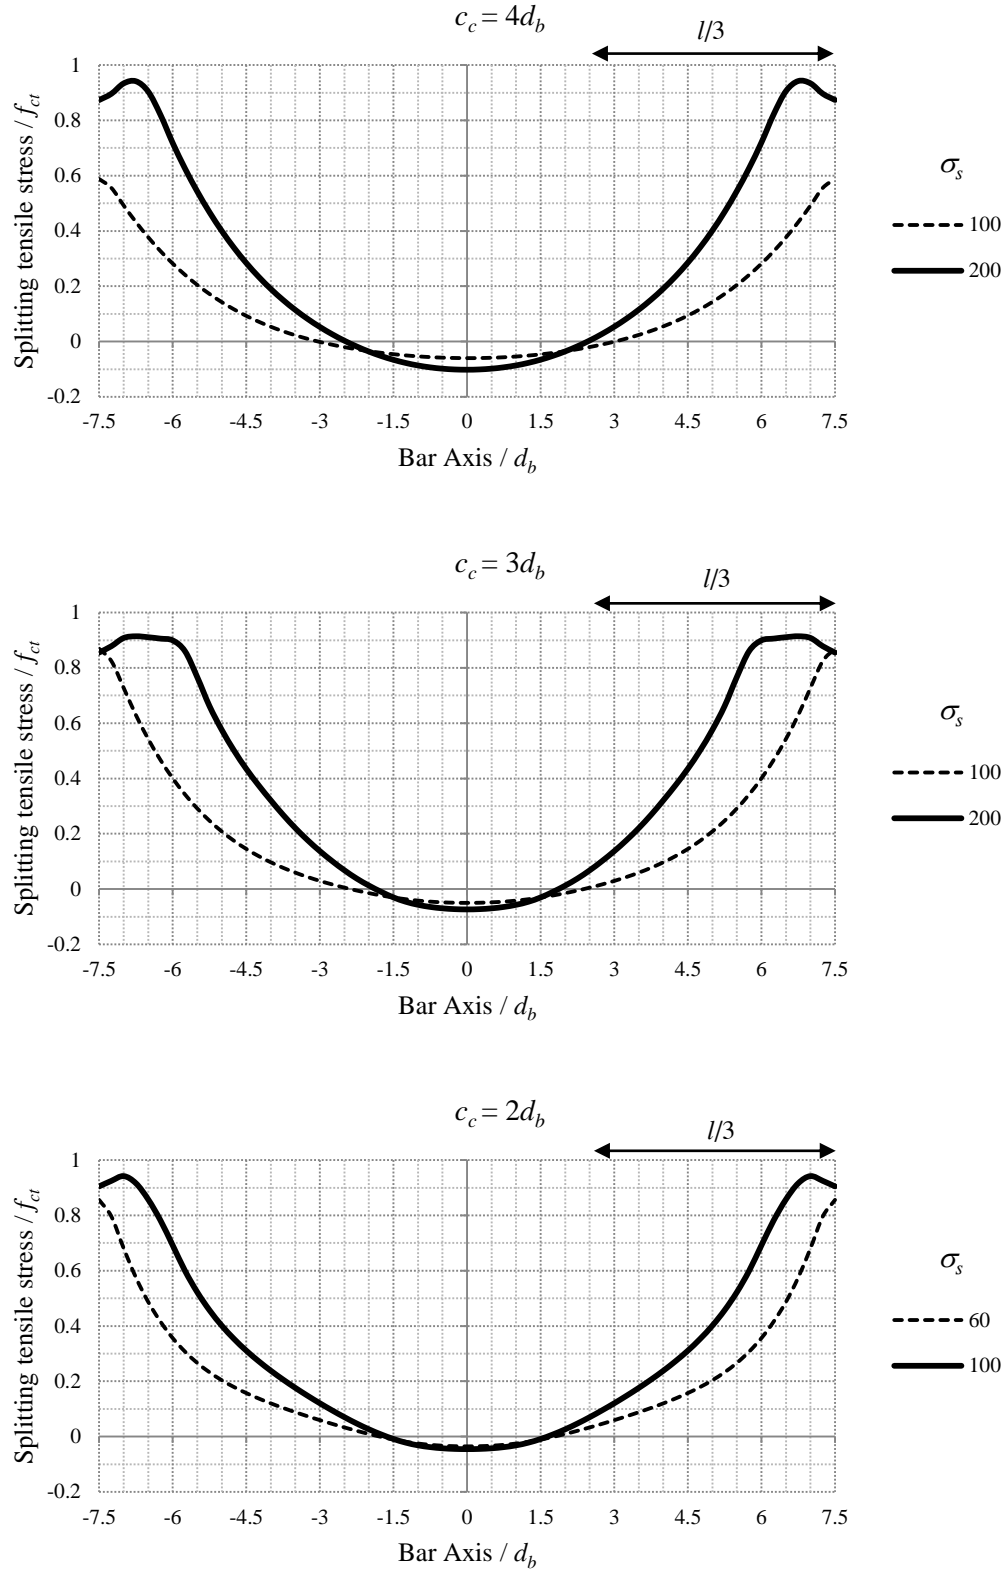 c_c = 4d_b
l/3
Splitting tensile stress / f_ct
1
0.8
0.6
0.4
0.2
0
-0.2
-7.5 -6 -4.5 -3 -1.5 0 1.5 3 4.5 6 7.5
Bar Axis / d_b
σ_s
100
200
c_c = 3d_b
l/3
Splitting tensile stress / f_ct
1
0.8
0.6
0.4
0.2
0
-0.2
-7.5 -6 -4.5 -3 -1.5 0 1.5 3 4.5 6 7.5
Bar Axis / d_b
σ_s
100
200
c_c = 2d_b
l/3
Splitting tensile stress / f_ct
1
0.8
0.6
0.4
0.2
0
-0.2
-7.5 -6 -4.5 -3 -1.5 0 1.5 3 4.5 6 7.5
Bar Axis / d_b
σ_s
60
100